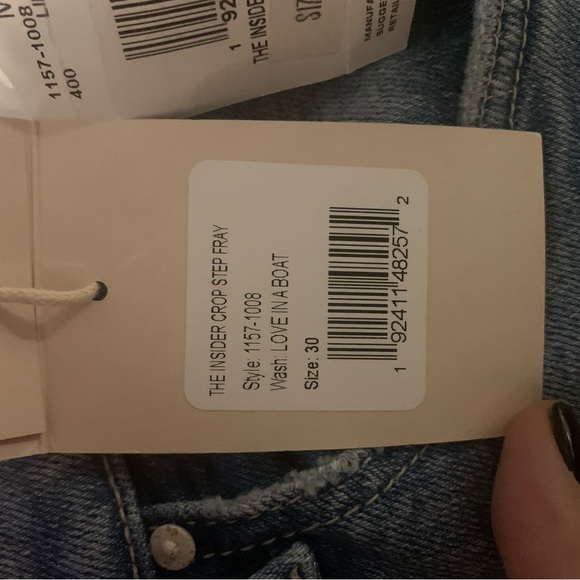 THE INSIDER CROP STEP FRAY
Style: 1157-1008
Wash: LOVE IN A BOAT
Size: 30
1 92411 48257 2
1157-1008
400
THE INSIDER